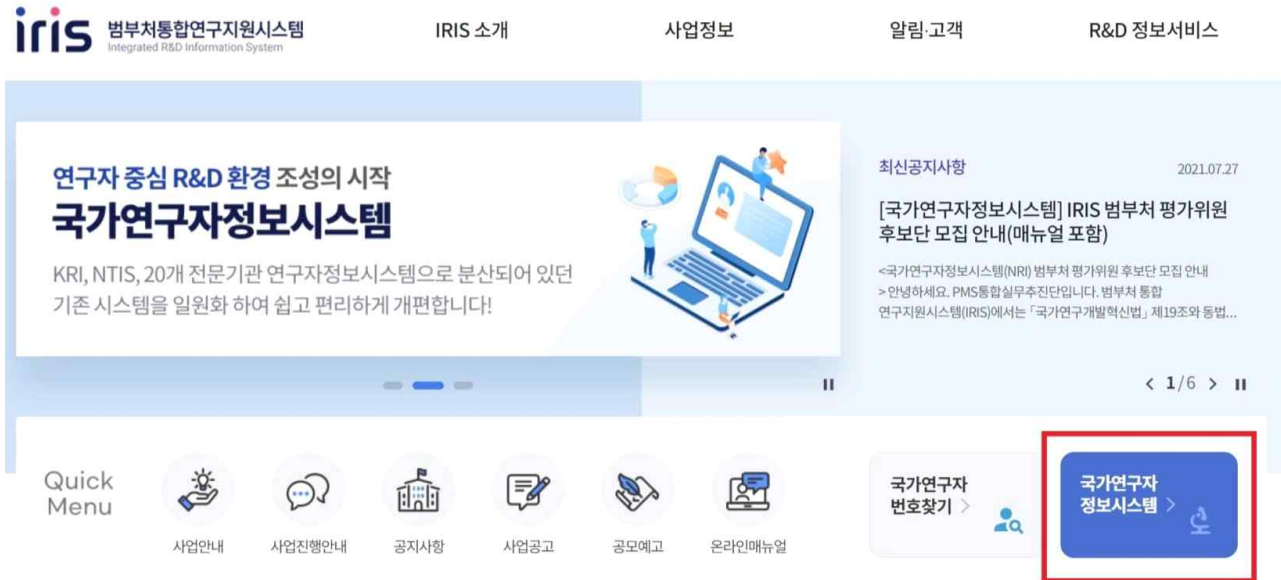 iris 범부처통합연구지원시스템
Integrated R&D Information System
IRIS 소개
사업정보
알림·고객
R&D 정보서비스
연구자 중심 R&D 환경 조성의 시작
국가연구자정보시스템
KRI, NTIS, 20개 전문기관 연구자정보시스템으로 분산되어 있던
기존 시스템을 일원화 하여 쉽고 편리하게 개편합니다!
최신공지사항
2021.07.27
[국가연구자정보시스템] IRIS 범부처 평가위원
후보단 모집 안내(매뉴얼 포함)
<국가연구자정보시스템(NRI) 범부처 평가위원 후보단 모집 안내
> 안녕하세요. PMS통합실무추진단입니다. 범부처 통합
연구지원시스템(IRIS)에서는 「국가연구개발혁신법」 제19조와 동법...
< 1/6 >
Quick
Menu
사업안내
사업진행안내
공지사항
사업공고
공모예고
온라인매뉴얼
국가연구자
번호찾기 >
국가연구자
정보시스템 >